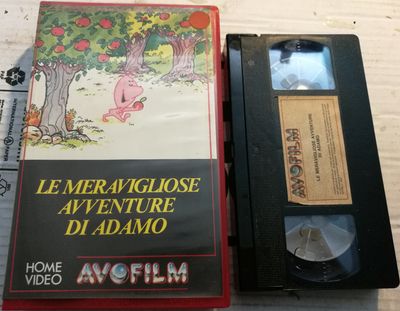 LE MERAVIGLIOSE
AVVENTURE
DI ADAMO
HOME
VIDEO
AVOFILM
AVOFILM
LE MERAVIGLIOSE AVVENTURE
DI ADAMO